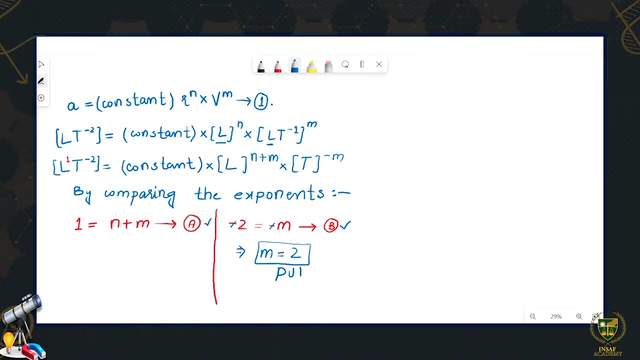 a = (constant) r^n × V^m → ①.
[LT^-2] = (constant) × [L]^n × [LT^-1]^m
[L^1T^-2] = (constant) × [L]^n+m × [T]^-m
By comparing the exponents :-
1 = n+m → Ⓐ ✓
-2 = -m → Ⓑ ✓
⇒ m = 2
put
29%
INSAF
ACADEMY